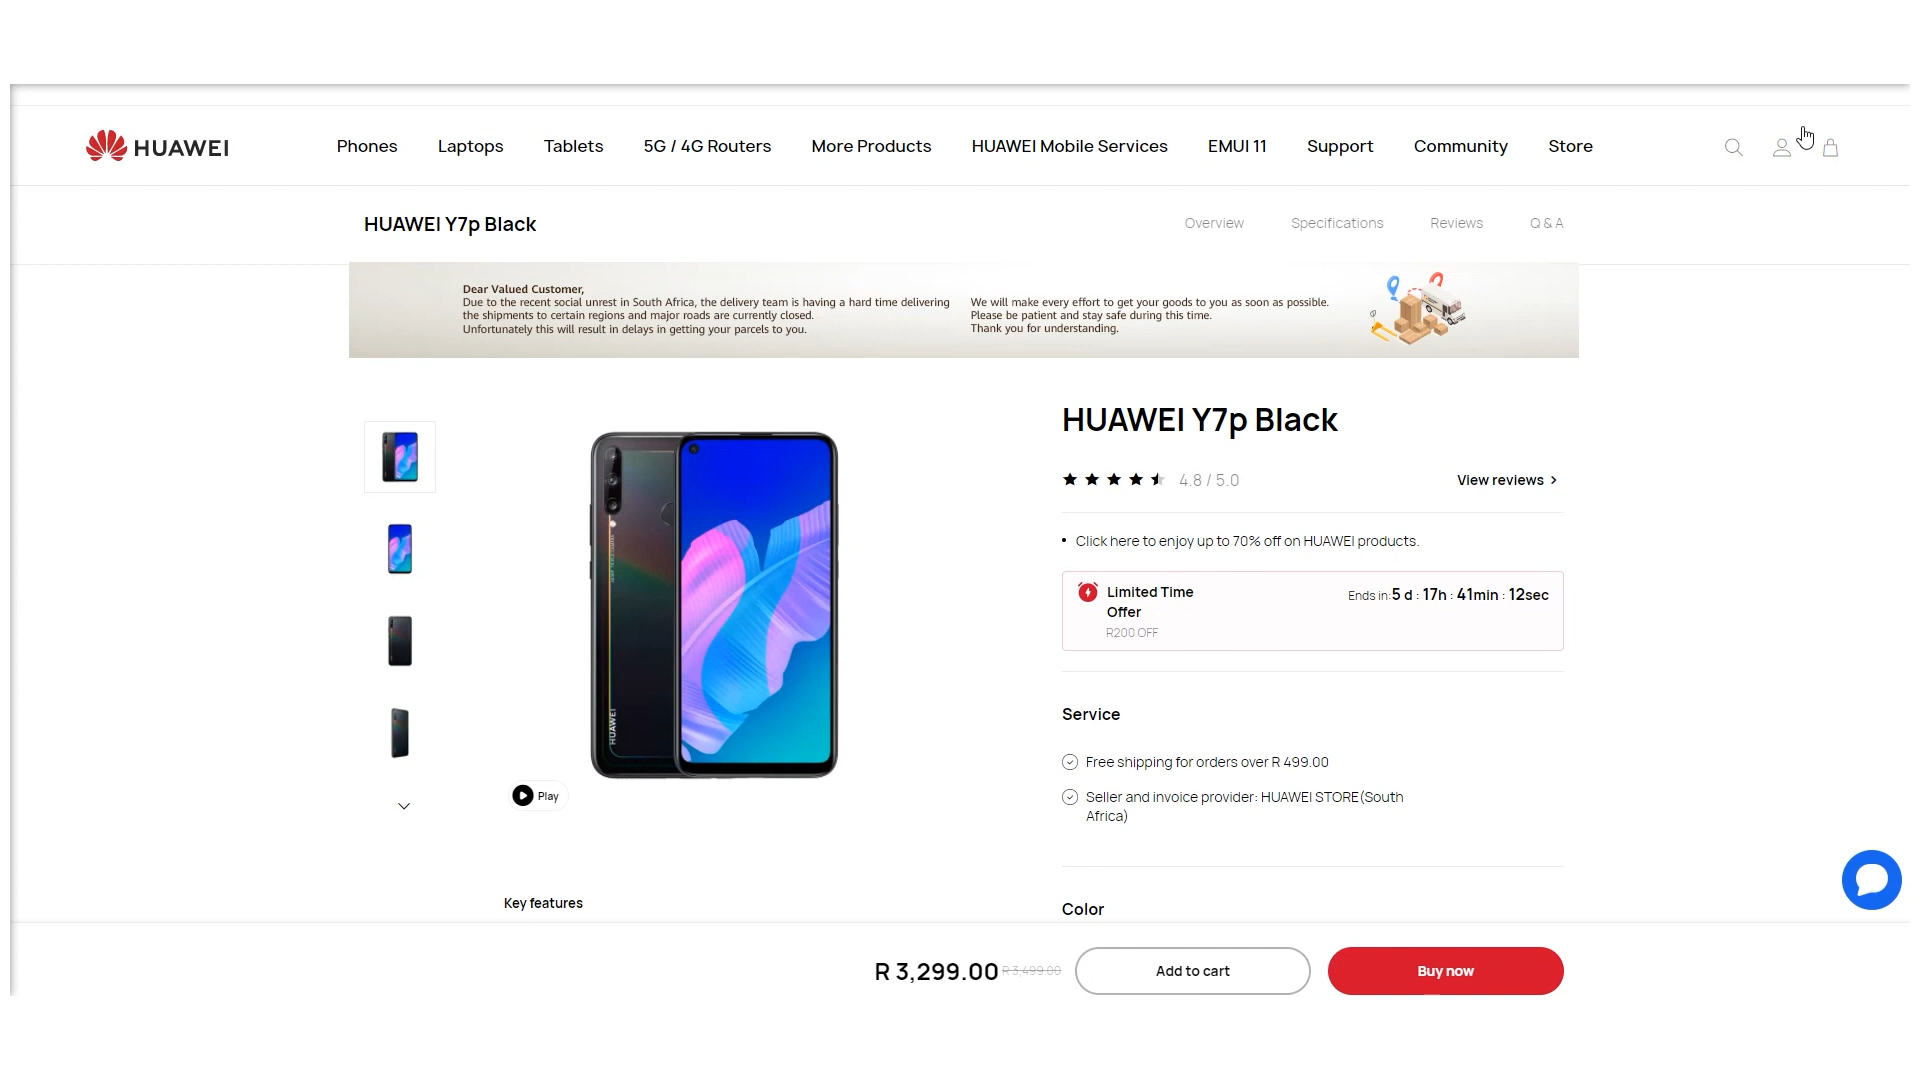 HUAWEI
Phones
Laptops
Tablets
5G / 4G Routers
More Products
HUAWEI Mobile Services
EMUI 11
Support
Community
Store
HUAWEI Y7p Black
Overview
Specifications
Reviews
Q & A
Dear Valued Customer,
Due to the recent social unrest in South Africa, the delivery team is having a hard time delivering
the shipments to certain regions and major roads are currently closed.
Unfortunately this will result in delays in getting your parcels to you.
We will make every effort to get your goods to you as soon as possible.
Please be patient and stay safe during this time.
Thank you for understanding.
HUAWEI
Play
Key features
HUAWEI Y7p Black
4.8 / 5.0
View reviews
• Click here to enjoy up to 70% off on HUAWEI products.
Limited Time
Offer
R200 OFF
Ends in:5 d : 17h : 41min : 12sec
Service
Free shipping for orders over R 499.00
Seller and invoice provider: HUAWEI STORE(South
Africa)
Color
R 3,299.00 R 3,499.00
Add to cart
Buy now